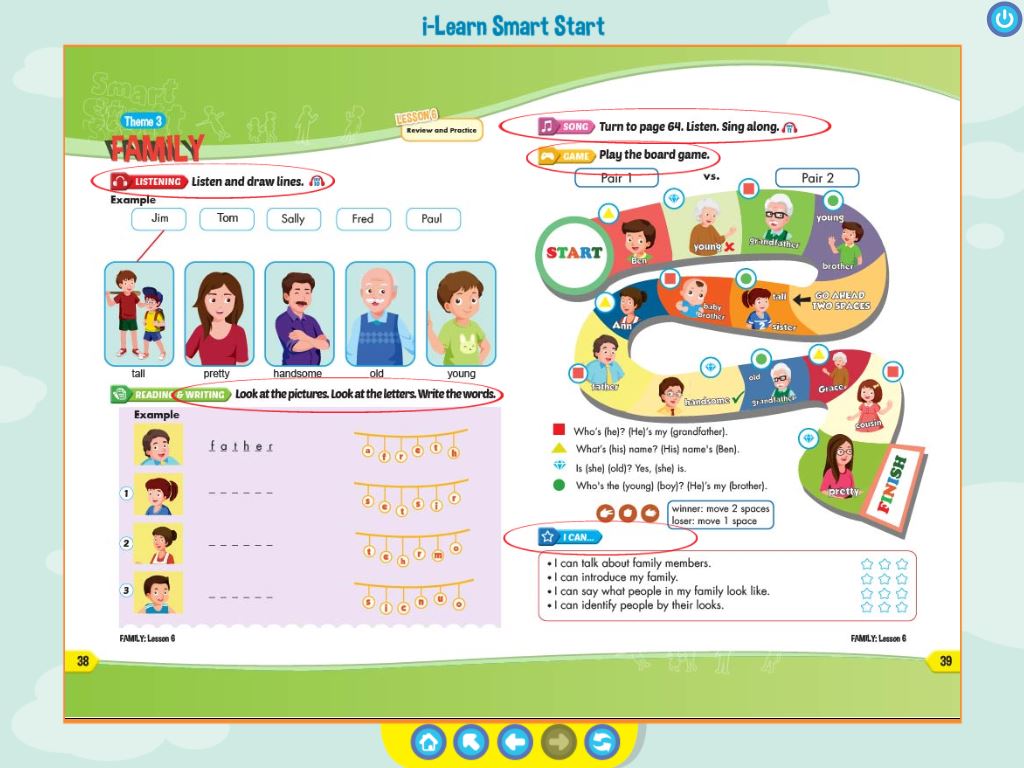 i-Learn Smart Start
Smart
Start
Theme 3
FAMILY
LESSON 6
Review and Practice
LISTENING Listen and draw lines.
Example
Jim Tom Sally Fred Paul
tall pretty handsome old young
READING & WRITING Look at the pictures. Look at the letters. Write the words.
Example
f a t h e r
a f r e t h
1 _ _ _ _ _ _
s e t s i r
2 _ _ _ _ _ _
t e h r m o
3 _ _ _ _ _ _
s i c n u o
FAMILY: Lesson 6
38
SONG Turn to page 64. Listen. Sing along.
GAME Play the board game.
Pair 1 vs. Pair 2
START
Ben
young
grandfather
young
brother
GO AHEAD
TWO SPACES
tall
sister
baby
brother
Ann
father
handsome
old
grandfather
Grace
cousin
pretty
FINISH
Who's (he)? (He)'s my (grandfather).
What's (his) name? (His) name's (Ben).
Is (she) (old)? Yes, (she) is.
Who's the (young) (boy)? (He)'s my (brother).
winner: move 2 spaces
loser: move 1 space
I CAN...
• I can talk about family members.
• I can introduce my family.
• I can say what people in my family look like.
• I can identify people by their looks.
FAMILY: Lesson 6
39